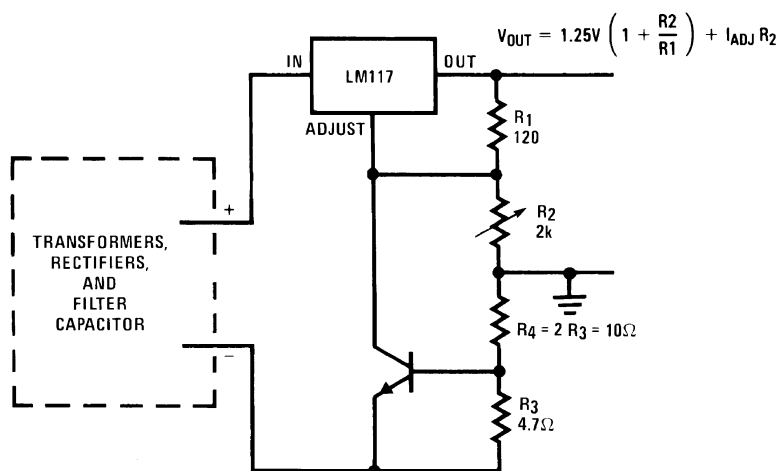 V_OUT = 1.25V (1 + R2/R1) + I_ADJ R2
IN
LM117
OUT
ADJUST
R1
120
+
R2
2k
TRANSFORMERS,
RECTIFIERS,
AND
FILTER
CAPACITOR
R4 = 2 R3 = 10Ω
−
R3
4.7Ω